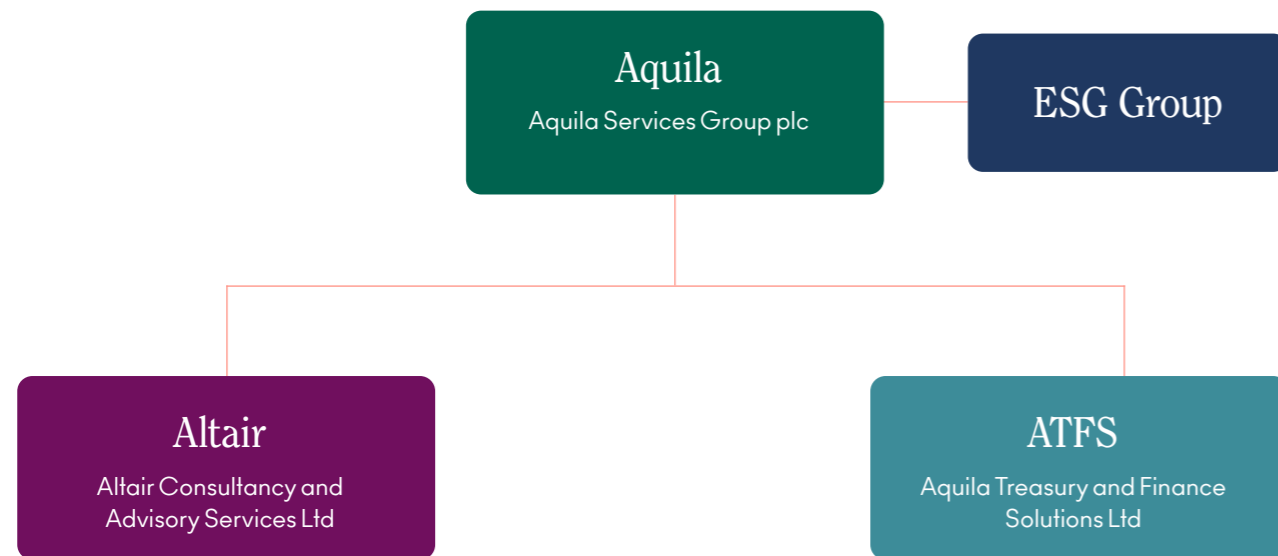 Aquila
Aquila Services Group plc
ESG Group
Altair
Altair Consultancy and
Advisory Services Ltd
ATFS
Aquila Treasury and Finance
Solutions Ltd